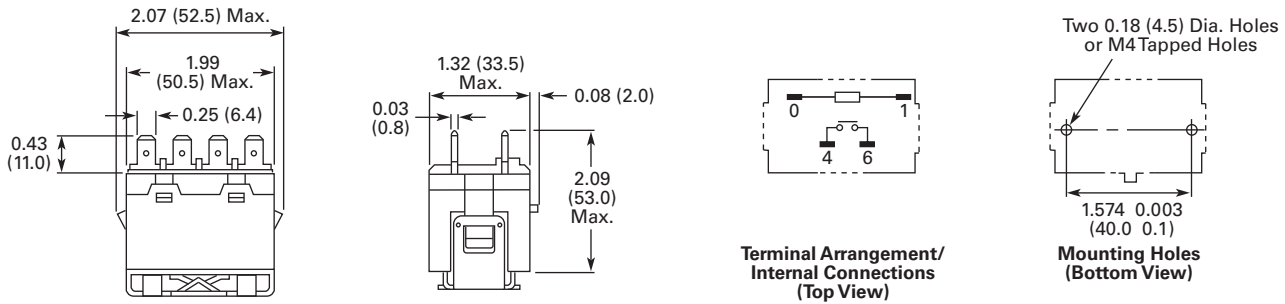 2.07 (52.5) Max.
1.99
(50.5) Max.
0.25 (6.4)
0.43
(11.0)
1.32 (33.5)
Max.
0.03
(0.8)
0.08 (2.0)
2.09
(53.0)
Max.
0
1
4
6
Terminal Arrangement/
Internal Connections
(Top View)
Two 0.18 (4.5) Dia. Holes
or M4 Tapped Holes
1.574 0.003
(40.0 0.1)
Mounting Holes
(Bottom View)